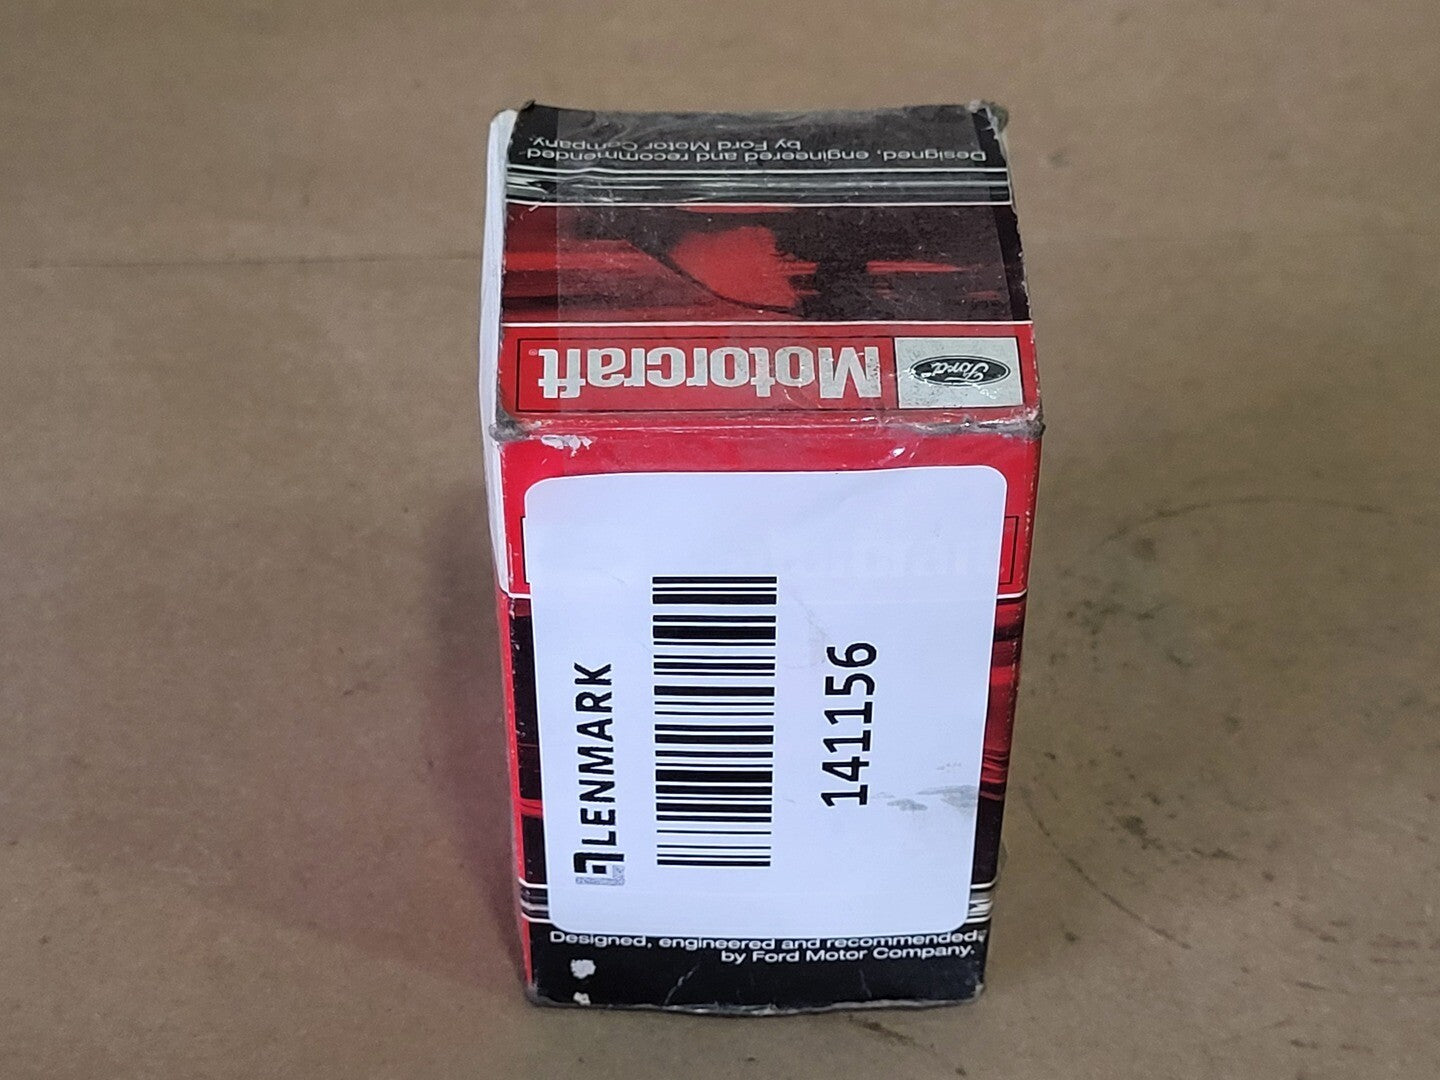 Designed, engineered and recommended
by Ford Motor Company.
Ford
Motorcraft®
LENMARK
141156
Designed, engineered and recommended
by Ford Motor Company.